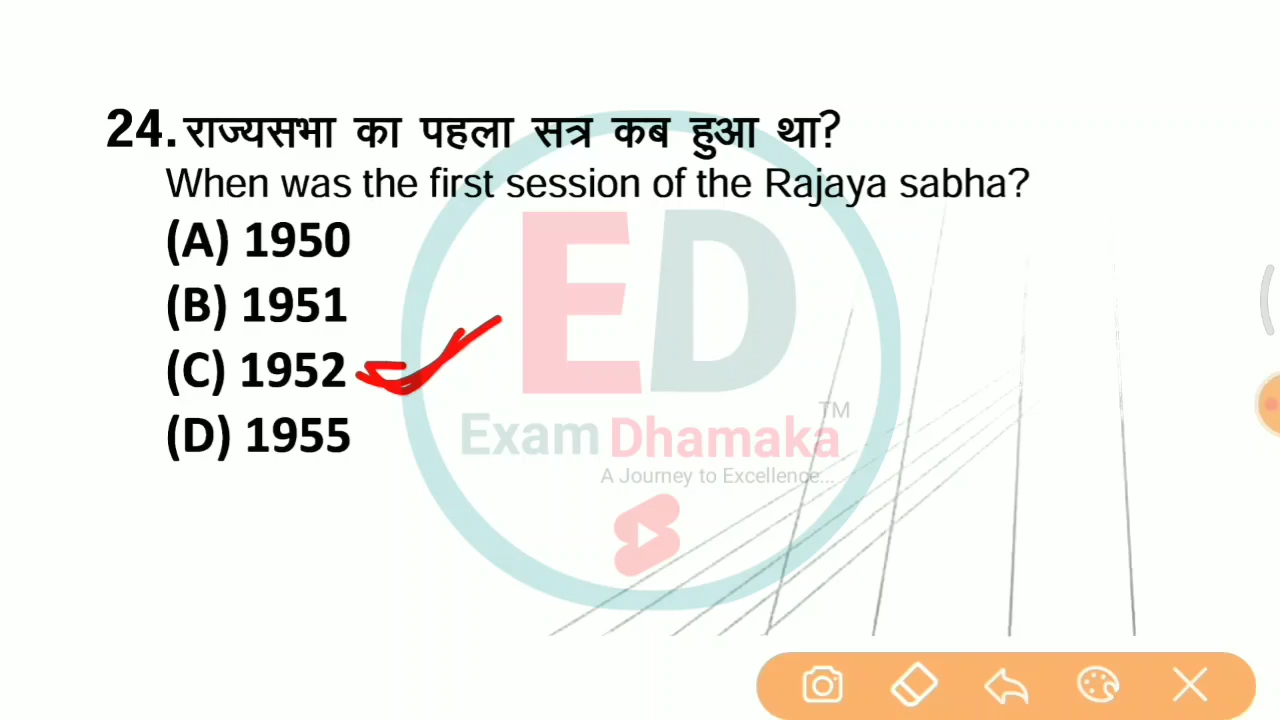 24. राज्यसभा का पहला सत्र कब हुआ था?
When was the first session of the Rajaya sabha?
(A) 1950
(B) 1951
(C) 1952
(D) 1955
ED
Exam Dhamaka TM
A Journey to Excellence...